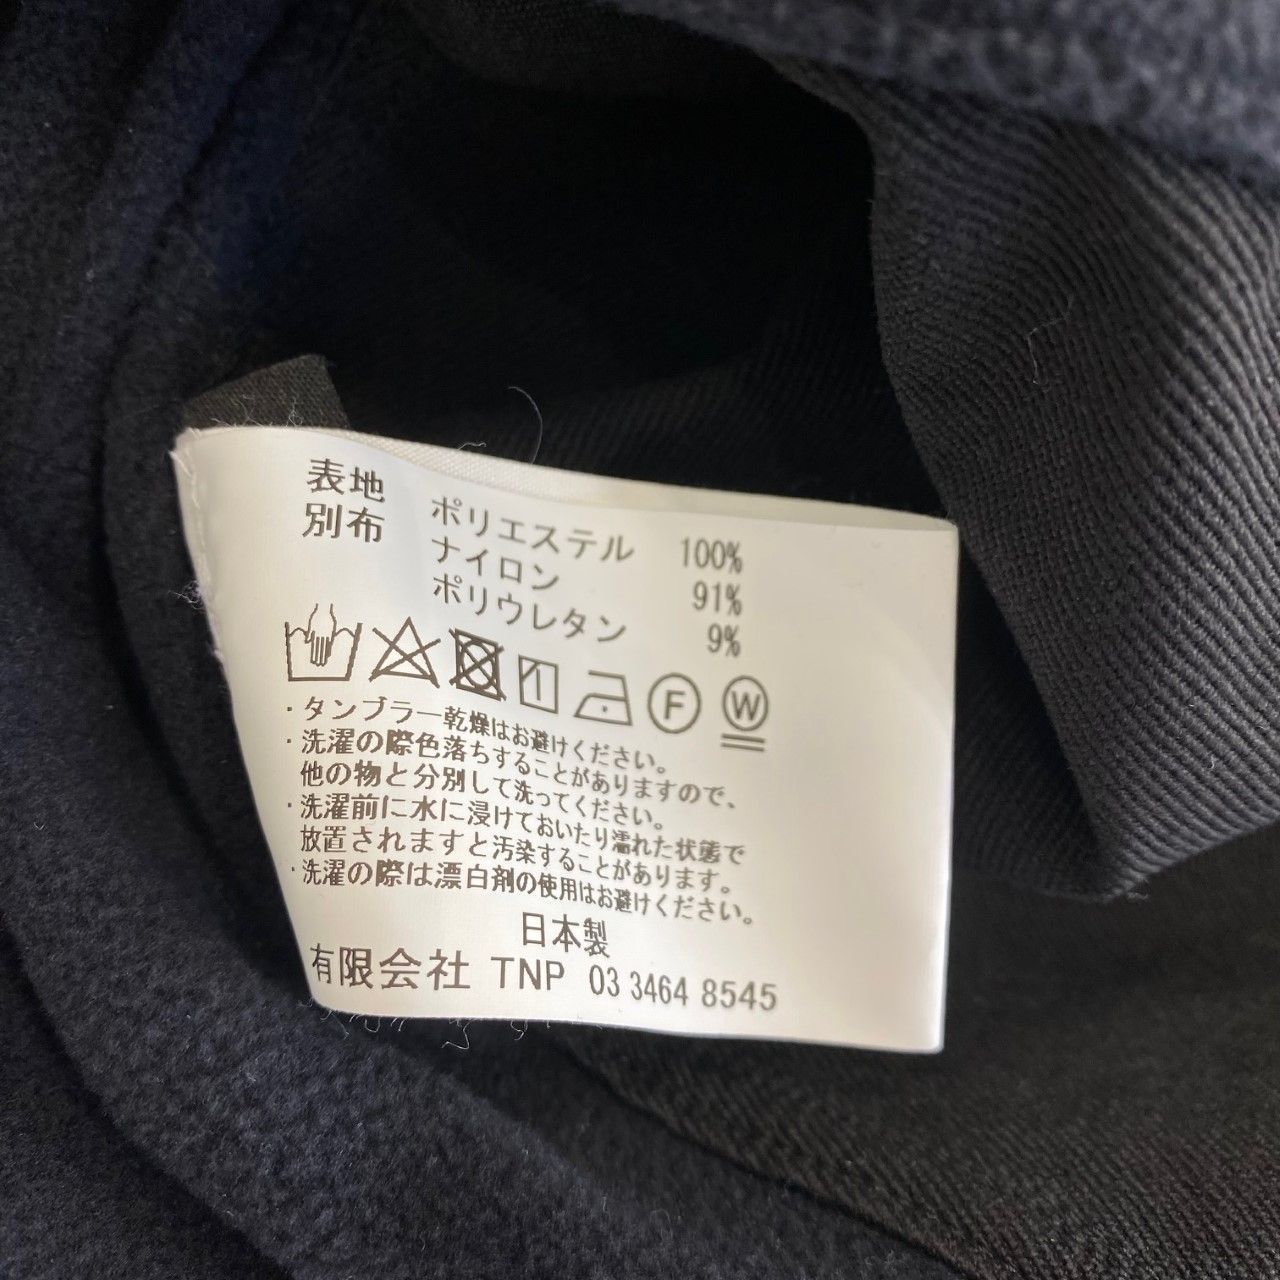 表地 ポリエステル 100%
別布 ナイロン 91%
ポリウレタン 9%
F W
・タンブラー乾燥はお避けください。
・洗濯の際色落ちすることがありますので、
他の物と分別して洗ってください。
・洗濯前に水に浸けておいたり濡れた状態で
放置されますと汚染することがあります。
・洗濯の際は漂白剤の使用はお避けください。
日本製
有限会社 TNP 03 3464 8545